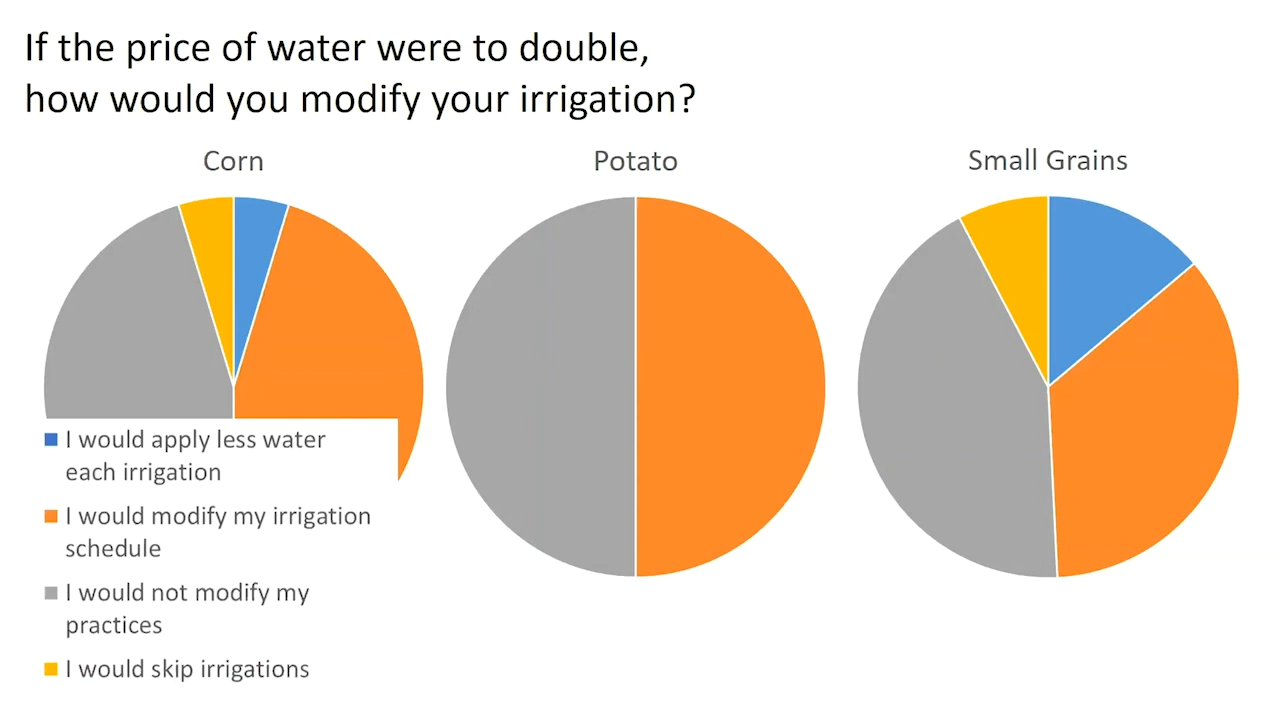 If the price of water were to double,
how would you modify your irrigation?
Corn
Potato
Small Grains
I would apply less water
each irrigation
I would modify my irrigation
schedule
I would not modify my
practices
I would skip irrigations